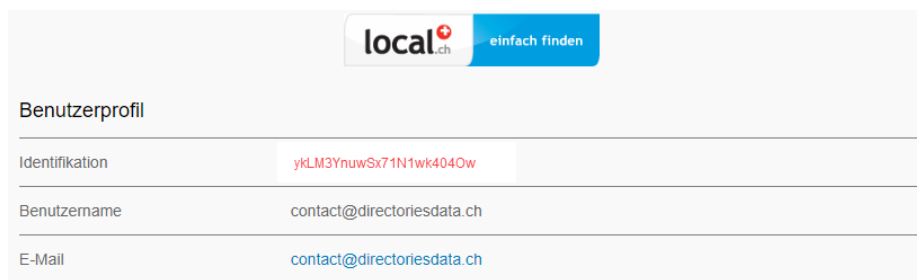 local.ch einfach finden
Benutzerprofil
Identifikation ykLM3YnuwSx71N1wk404Ow
Benutzername contact@directoriesdata.ch
E-Mail contact@directoriesdata.ch